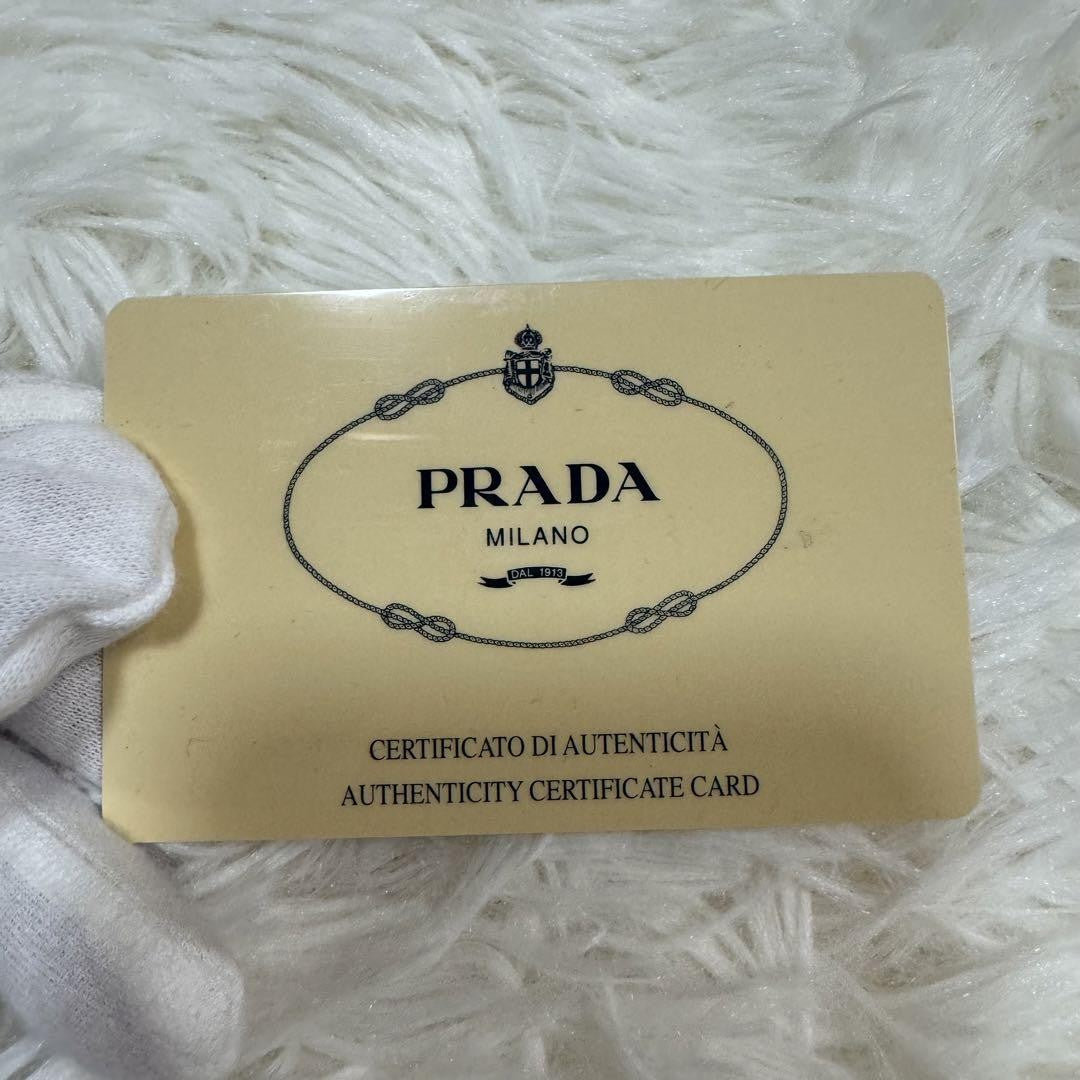 PRADA
MILANO
DAL 1913
CERTIFICATO DI AUTENTICITÀ
AUTHENTICITY CERTIFICATE CARD